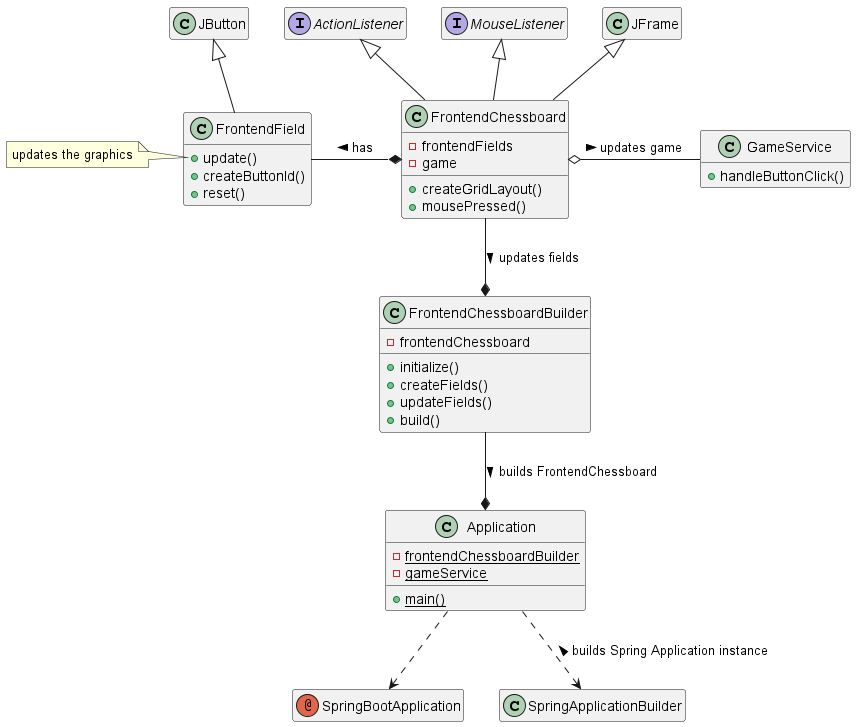 C JButton
I ActionListener
I MouseListener
C JFrame
C FrontendField
update()
createButtonId()
reset()
updates the graphics
has
C FrontendChessboard
frontendFields
game
createGridLayout()
mousePressed()
updates game
C GameService
handleButtonClick()
updates fields
C FrontendChessboardBuilder
frontendChessboard
initialize()
createFields()
updateFields()
build()
builds FrontendChessboard
C Application
frontendChessboardBuilder
gameService
main()
builds Spring Application instance
@ SpringBootApplication
C SpringApplicationBuilder